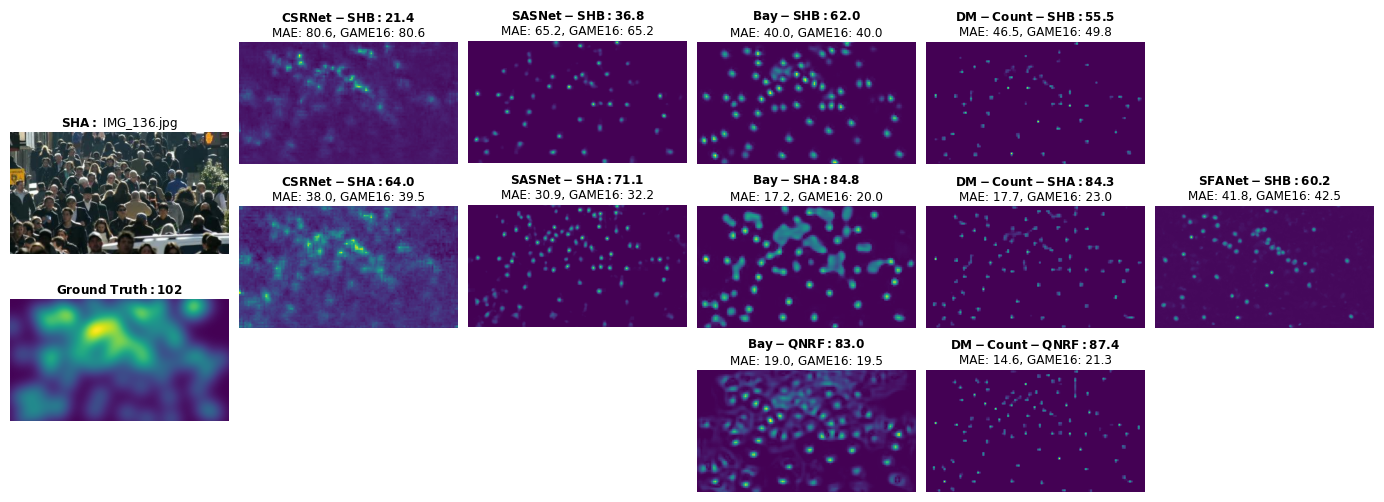 CSRNet − SHB : 21.4
MAE: 80.6, GAME16: 80.6
SASNet − SHB : 36.8
MAE: 65.2, GAME16: 65.2
Bay − SHB : 62.0
MAE: 40.0, GAME16: 40.0
DM − Count − SHB : 55.5
MAE: 46.5, GAME16: 49.8
SHA : IMG_136.jpg
CSRNet − SHA : 64.0
MAE: 38.0, GAME16: 39.5
SASNet − SHA : 71.1
MAE: 30.9, GAME16: 32.2
Bay − SHA : 84.8
MAE: 17.2, GAME16: 20.0
DM − Count − SHA : 84.3
MAE: 17.7, GAME16: 23.0
SFANet − SHB : 60.2
MAE: 41.8, GAME16: 42.5
Ground Truth : 102
Bay − QNRF : 83.0
MAE: 19.0, GAME16: 19.5
DM − Count − QNRF : 87.4
MAE: 14.6, GAME16: 21.3